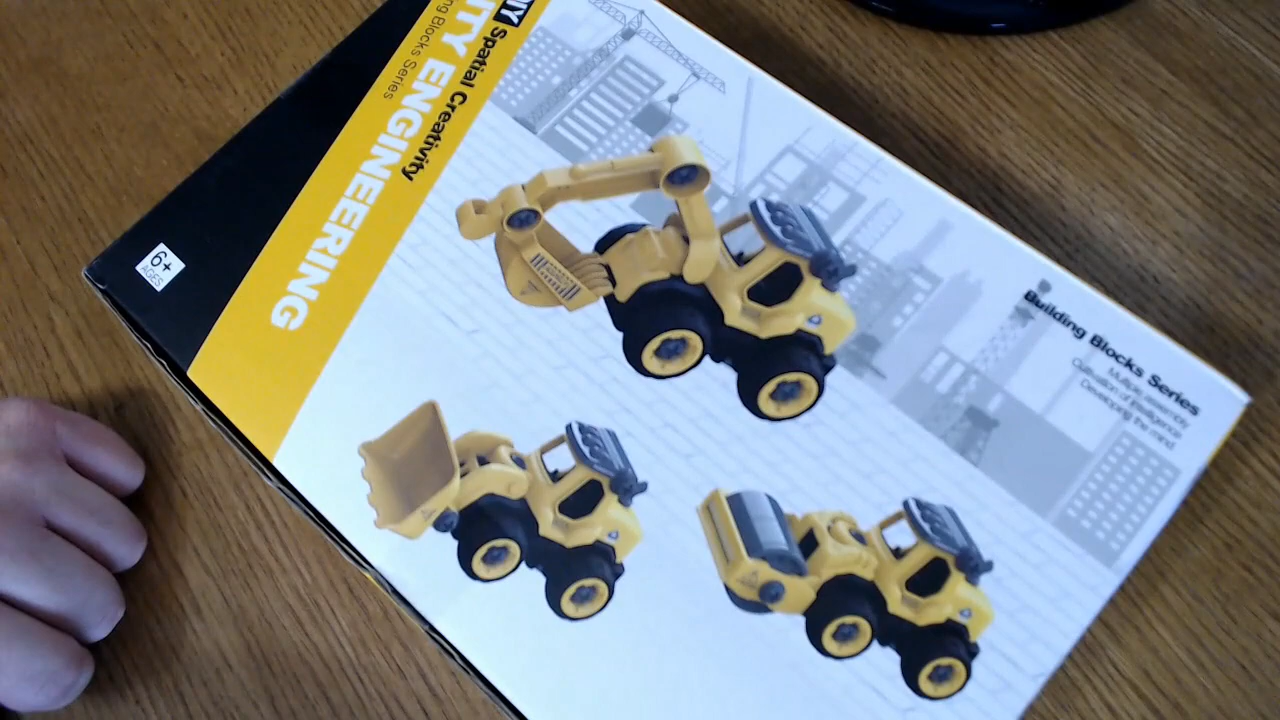 DIY Spatial Creativity
TY ENGINEERING
ng Blocks Series
6+
AGES
Building Blocks Series
Multiple assembly
Cultivation of intelligence
Developing the mind